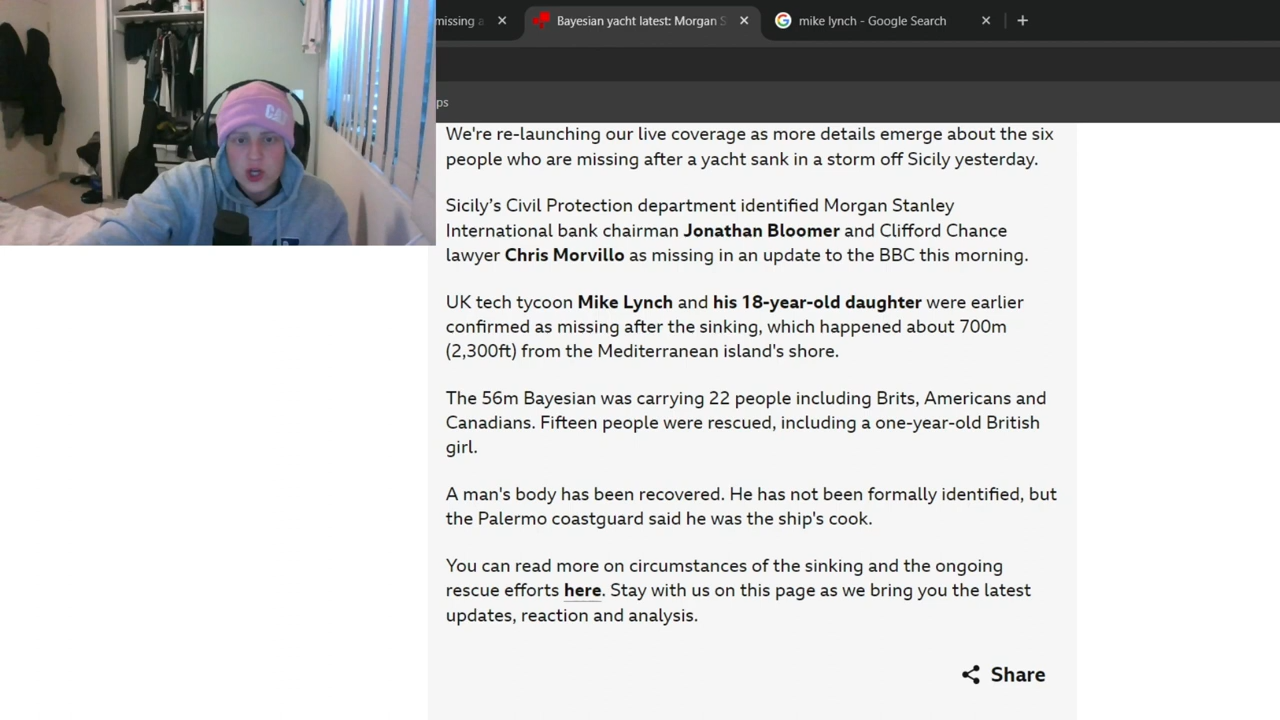 missing a
Bayesian yacht latest: Morgan S
mike lynch - Google Search
ps
CAT
We're re-launching our live coverage as more details emerge about the six
people who are missing after a yacht sank in a storm off Sicily yesterday.
Sicily’s Civil Protection department identified Morgan Stanley
International bank chairman Jonathan Bloomer and Clifford Chance
lawyer Chris Morvillo as missing in an update to the BBC this morning.
UK tech tycoon Mike Lynch and his 18-year-old daughter were earlier
confirmed as missing after the sinking, which happened about 700m
(2,300ft) from the Mediterranean island's shore.
The 56m Bayesian was carrying 22 people including Brits, Americans and
Canadians. Fifteen people were rescued, including a one-year-old British
girl.
A man's body has been recovered. He has not been formally identified, but
the Palermo coastguard said he was the ship's cook.
You can read more on circumstances of the sinking and the ongoing
rescue efforts here. Stay with us on this page as we bring you the latest
updates, reaction and analysis.
Share